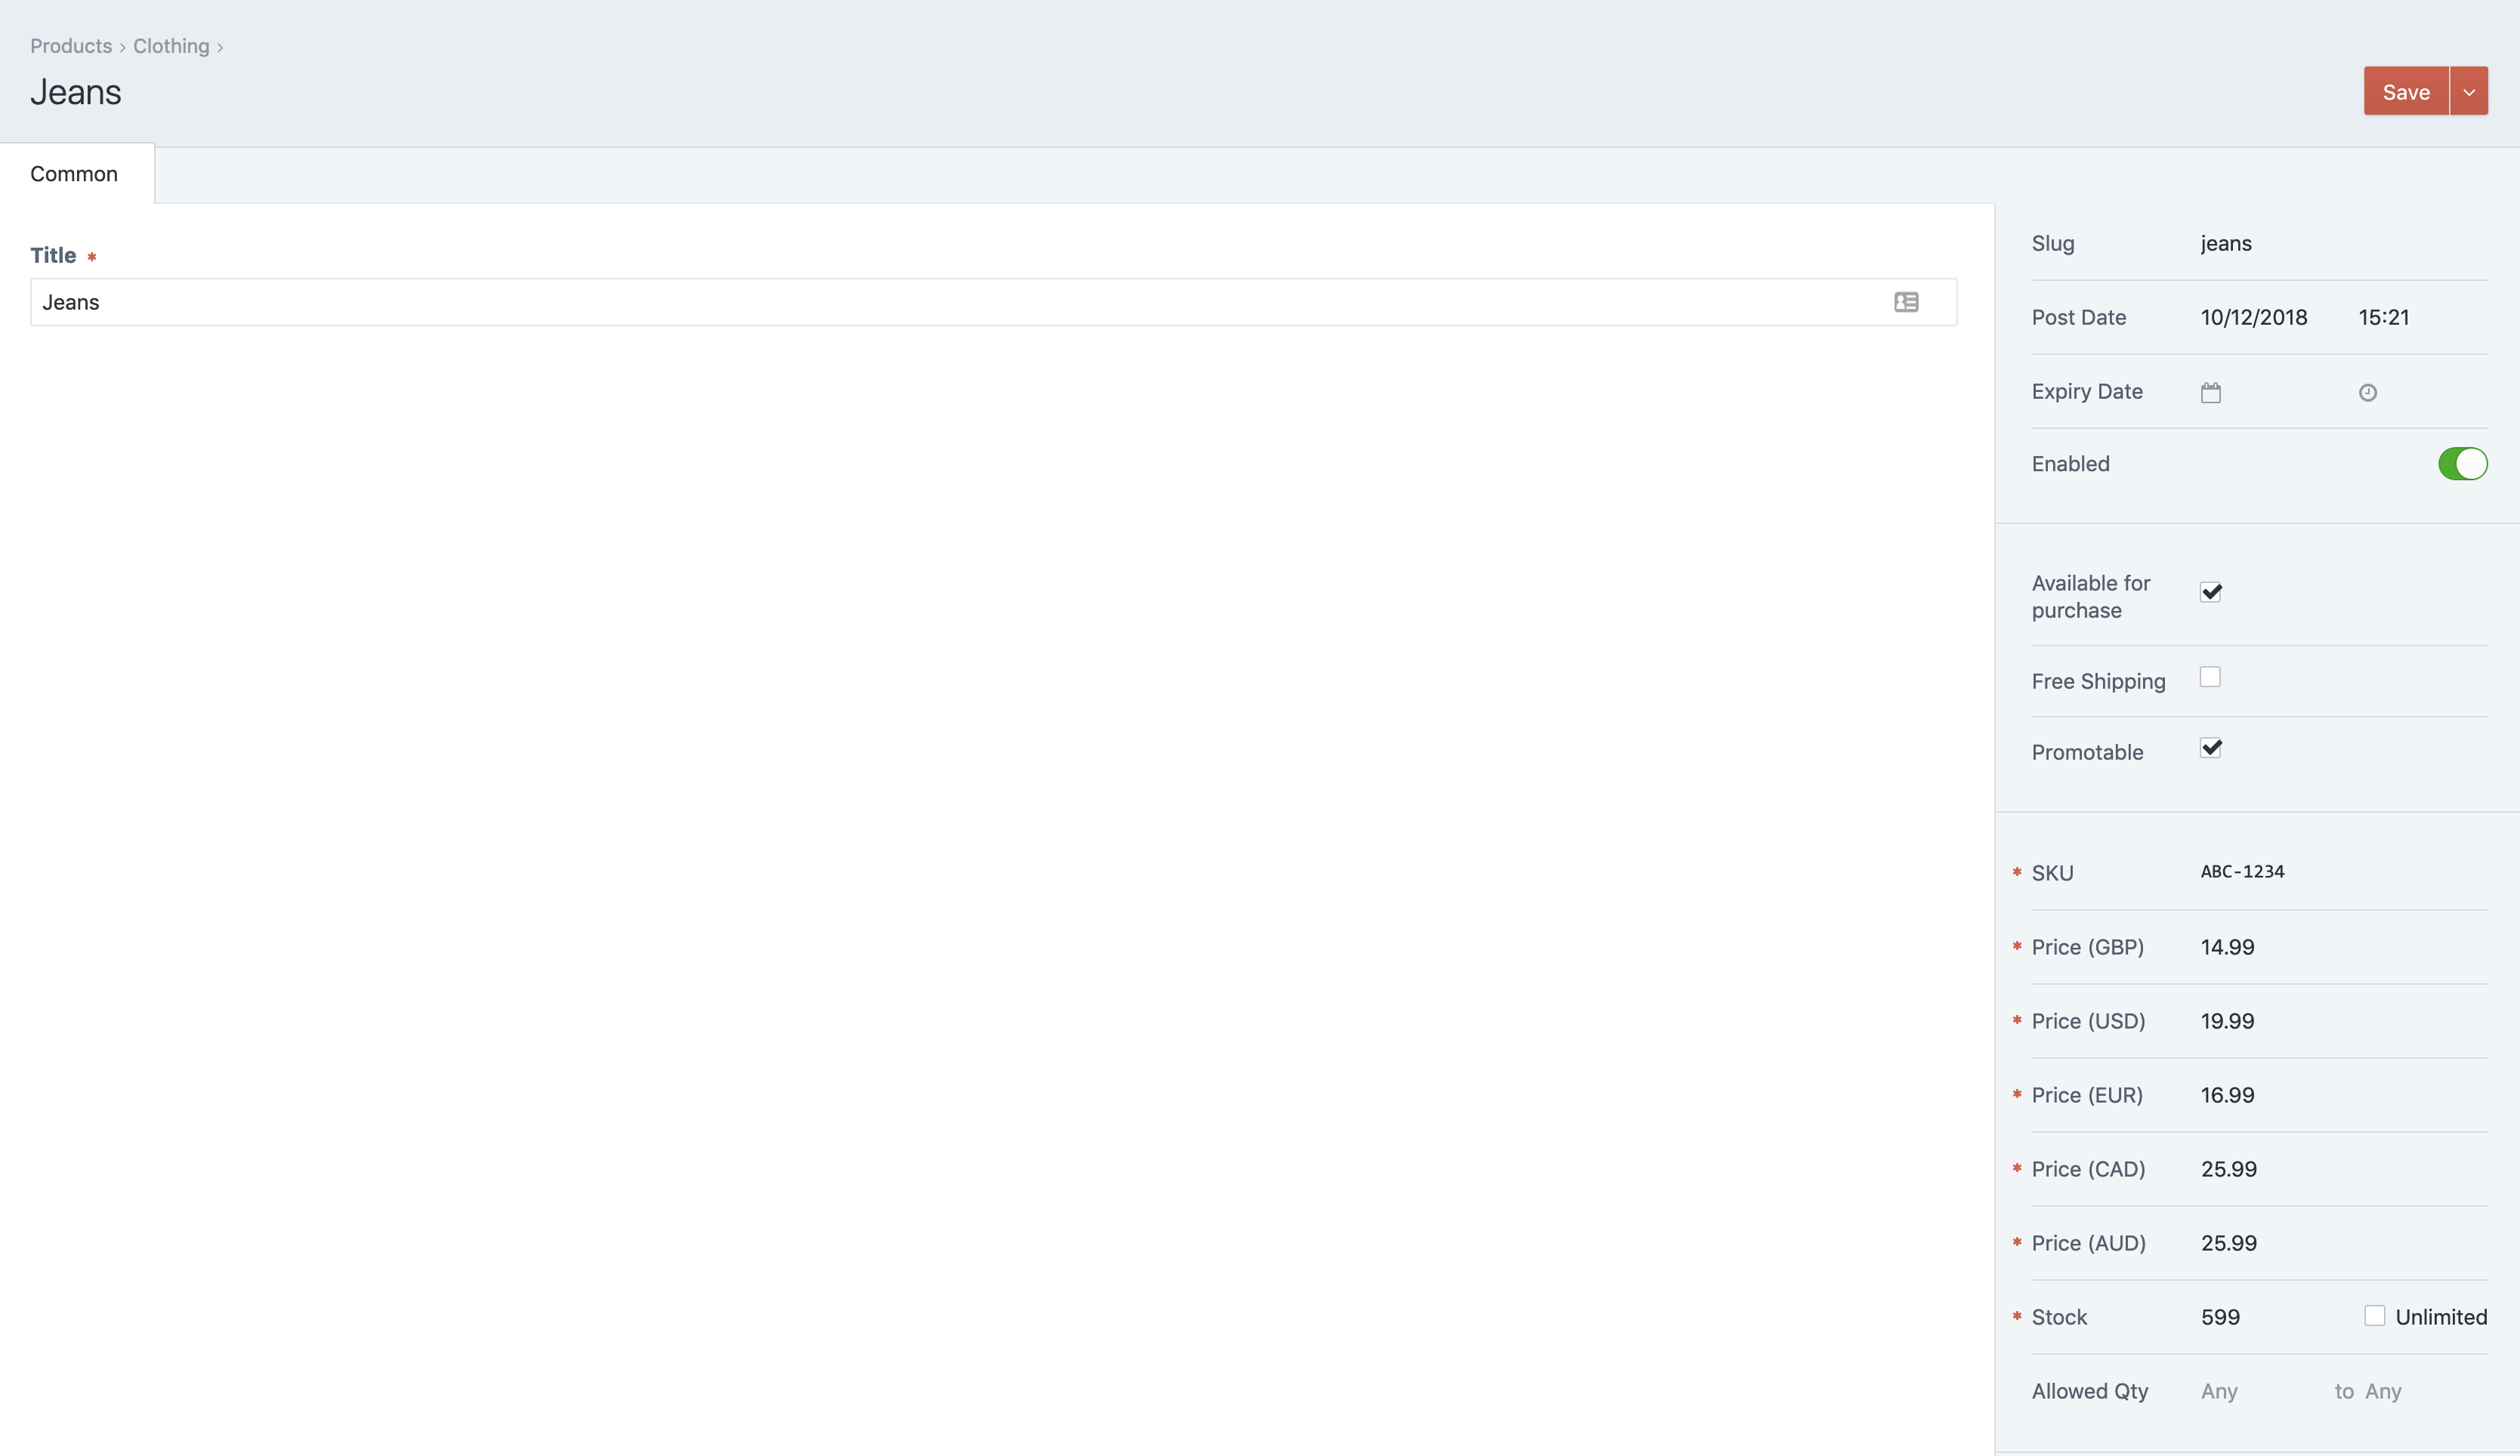 Products › Clothing ›
Jeans
Save
Common
Title *
Jeans
Slug jeans
Post Date 10/12/2018 15:21
Expiry Date
Enabled
Available for
purchase
Free Shipping
Promotable
* SKU ABC-1234
* Price (GBP) 14.99
* Price (USD) 19.99
* Price (EUR) 16.99
* Price (CAD) 25.99
* Price (AUD) 25.99
* Stock 599 Unlimited
Allowed Qty Any to Any